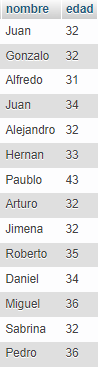 nombre edad
Juan 32
Gonzalo 32
Alfredo 31
Juan 34
Alejandro 32
Hernan 33
Paublo 43
Arturo 32
Jimena 32
Roberto 35
Daniel 34
Miguel 36
Sabrina 32
Pedro 36